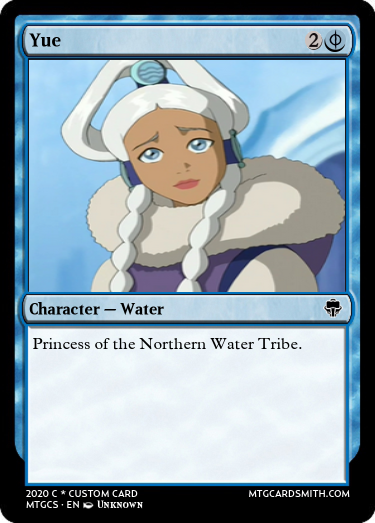 Yue 2
Character — Water
Princess of the Northern Water Tribe.
2020 C * CUSTOM CARD MTGCARDSMITH.COM
MTGCS · EN UNKNOWN